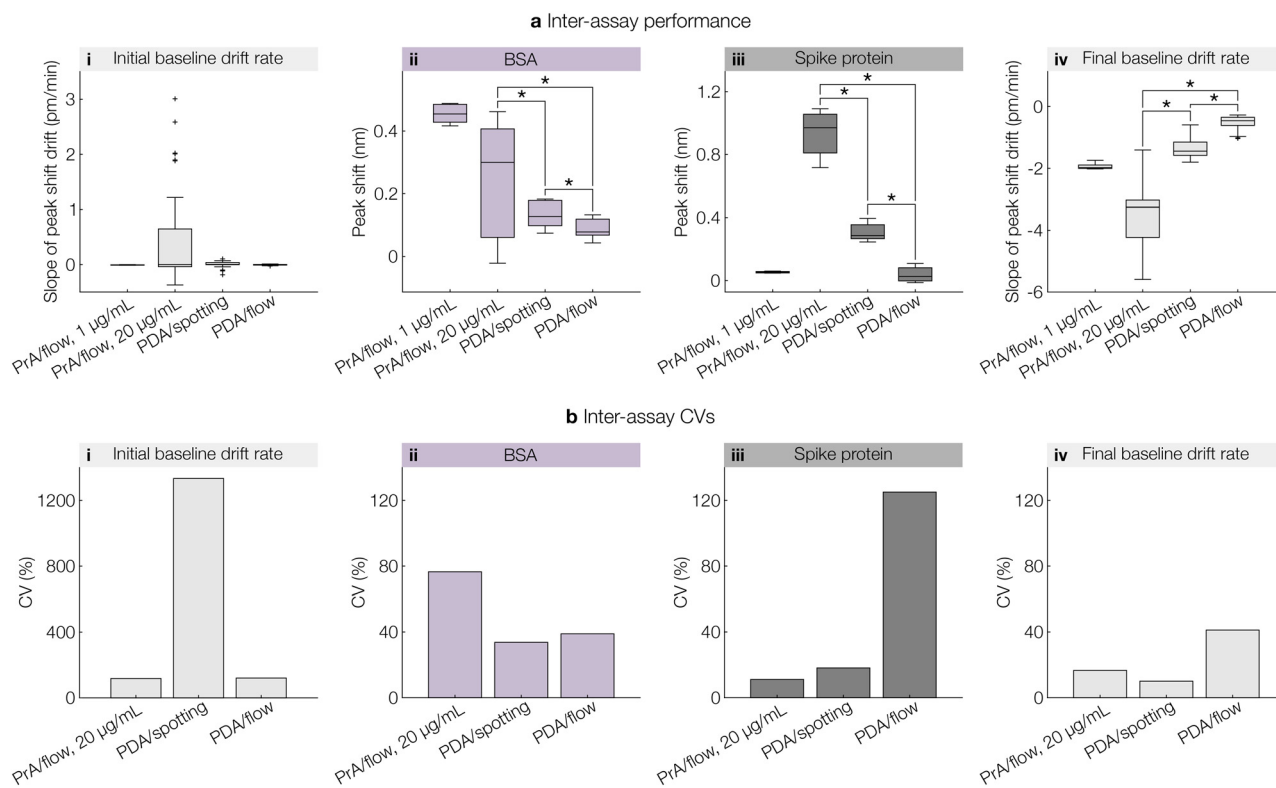 a Inter-assay performance
i Initial baseline drift rate
Slope of peak shift drift (pm/min)
3
2
1
0
PrA/flow, 1 µg/mL
PrA/flow, 20 µg/mL
PDA/spotting
PDA/flow
ii BSA
Peak shift (nm)
0.4
0.2
0
*
*
*
PrA/flow, 1 µg/mL
PrA/flow, 20 µg/mL
PDA/spotting
PDA/flow
iii Spike protein
Peak shift (nm)
1.2
0.8
0.4
0
*
*
*
PrA/flow, 1 µg/mL
PrA/flow, 20 µg/mL
PDA/spotting
PDA/flow
iv Final baseline drift rate
Slope of peak shift drift (pm/min)
0
-2
-4
-6
*
*
*
PrA/flow, 1 µg/mL
PrA/flow, 20 µg/mL
PDA/spotting
PDA/flow
b Inter-assay CVs
i Initial baseline drift rate
CV (%)
1200
800
400
0
PrA/flow, 20 µg/mL
PDA/spotting
PDA/flow
ii BSA
CV (%)
120
80
40
0
PrA/flow, 20 µg/mL
PDA/spotting
PDA/flow
iii Spike protein
CV (%)
120
80
40
0
PrA/flow, 20 µg/mL
PDA/spotting
PDA/flow
iv Final baseline drift rate
CV (%)
120
80
40
0
PrA/flow, 20 µg/mL
PDA/spotting
PDA/flow